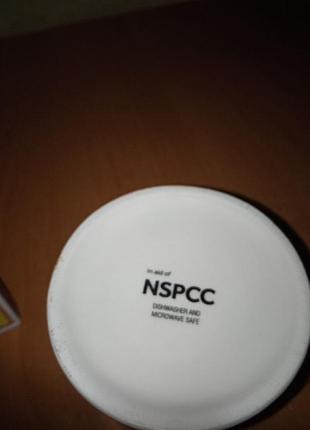 in aid of
NSPCC
DISHWASHER AND
MICROWAVE SAFE